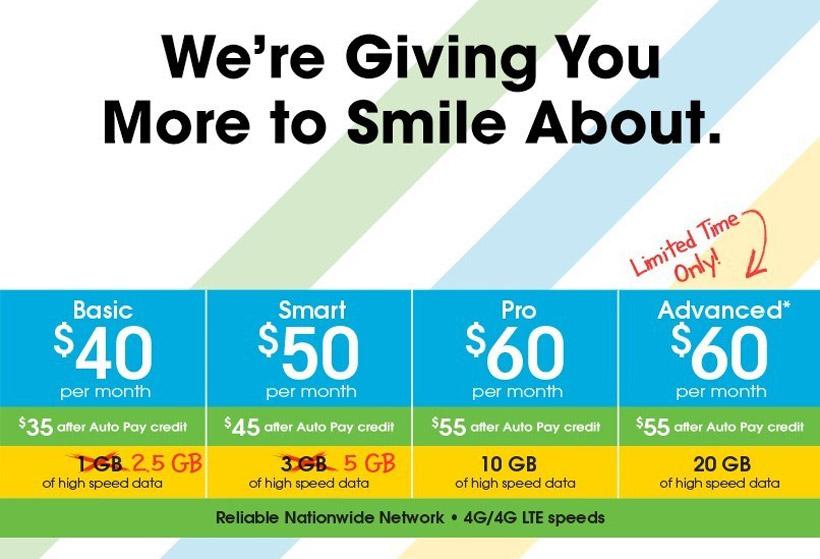 We're Giving You
More to Smile About.
Limited Time
Only!
Basic
$40
per month
$35 after Auto Pay credit
1 GB 2.5 GB
of high speed data
Smart
$50
per month
$45 after Auto Pay credit
3 GB 5 GB
of high speed data
Pro
$60
per month
$55 after Auto Pay credit
10 GB
of high speed data
Advanced*
$60
per month
$55 after Auto Pay credit
20 GB
of high speed data
Reliable Nationwide Network • 4G/4G LTE speeds